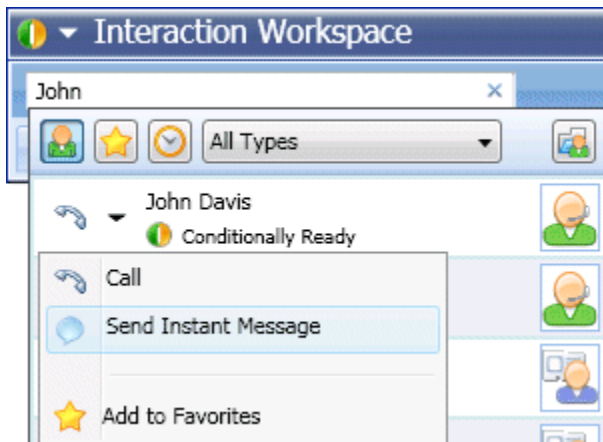 Interaction Workspace
John
All Types
John Davis
Conditionally Ready
Call
Send Instant Message
Add to Favorites